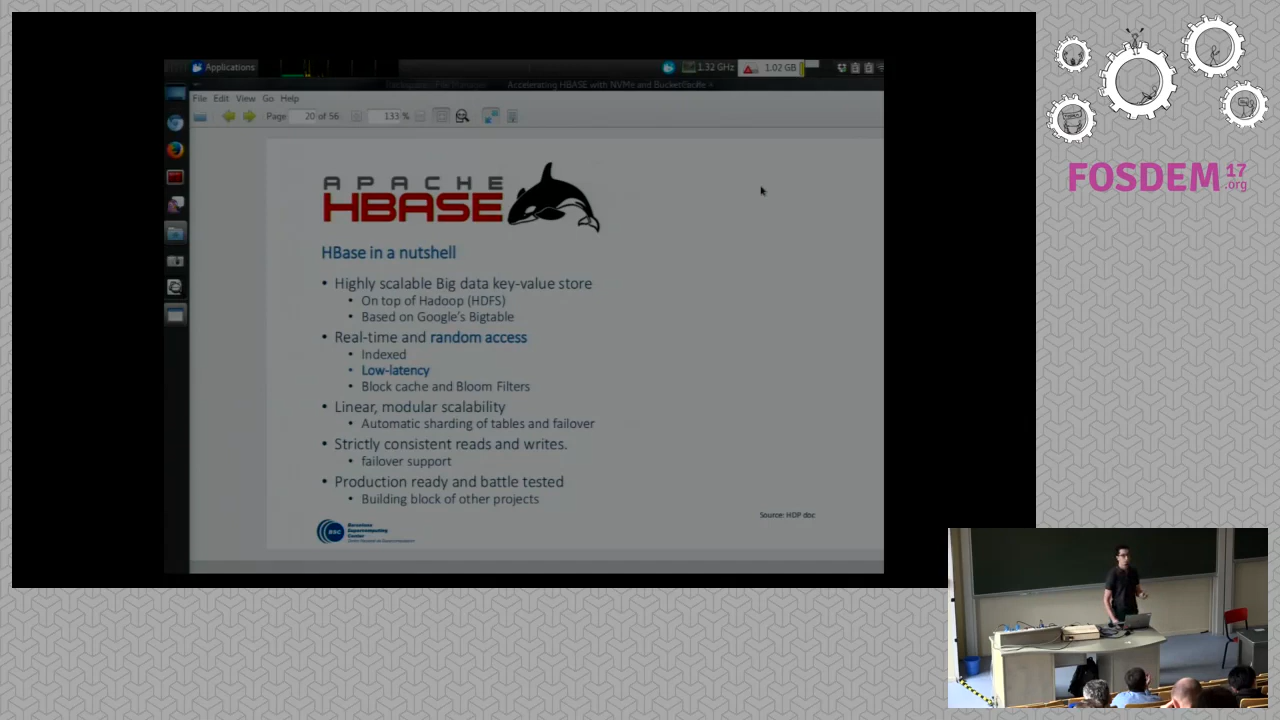 Applications
1.32 GHz
1.02 GB
Accelerating HBASE with NVMe and BucketCache
File Edit View Go Help
Page 20 of 56 133 %
APACHE
HBASE
HBase in a nutshell
• Highly scalable Big data key-value store
• On top of Hadoop (HDFS)
• Based on Google's Bigtable
• Real-time and random access
• Indexed
• Low-latency
• Block cache and Bloom Filters
• Linear, modular scalability
• Automatic sharding of tables and failover
• Strictly consistent reads and writes.
• failover support
• Production ready and battle tested
• Building block of other projects
Source: HDP doc
BSC
Barcelona
Supercomputing
Center
FOSDEM 17
.org